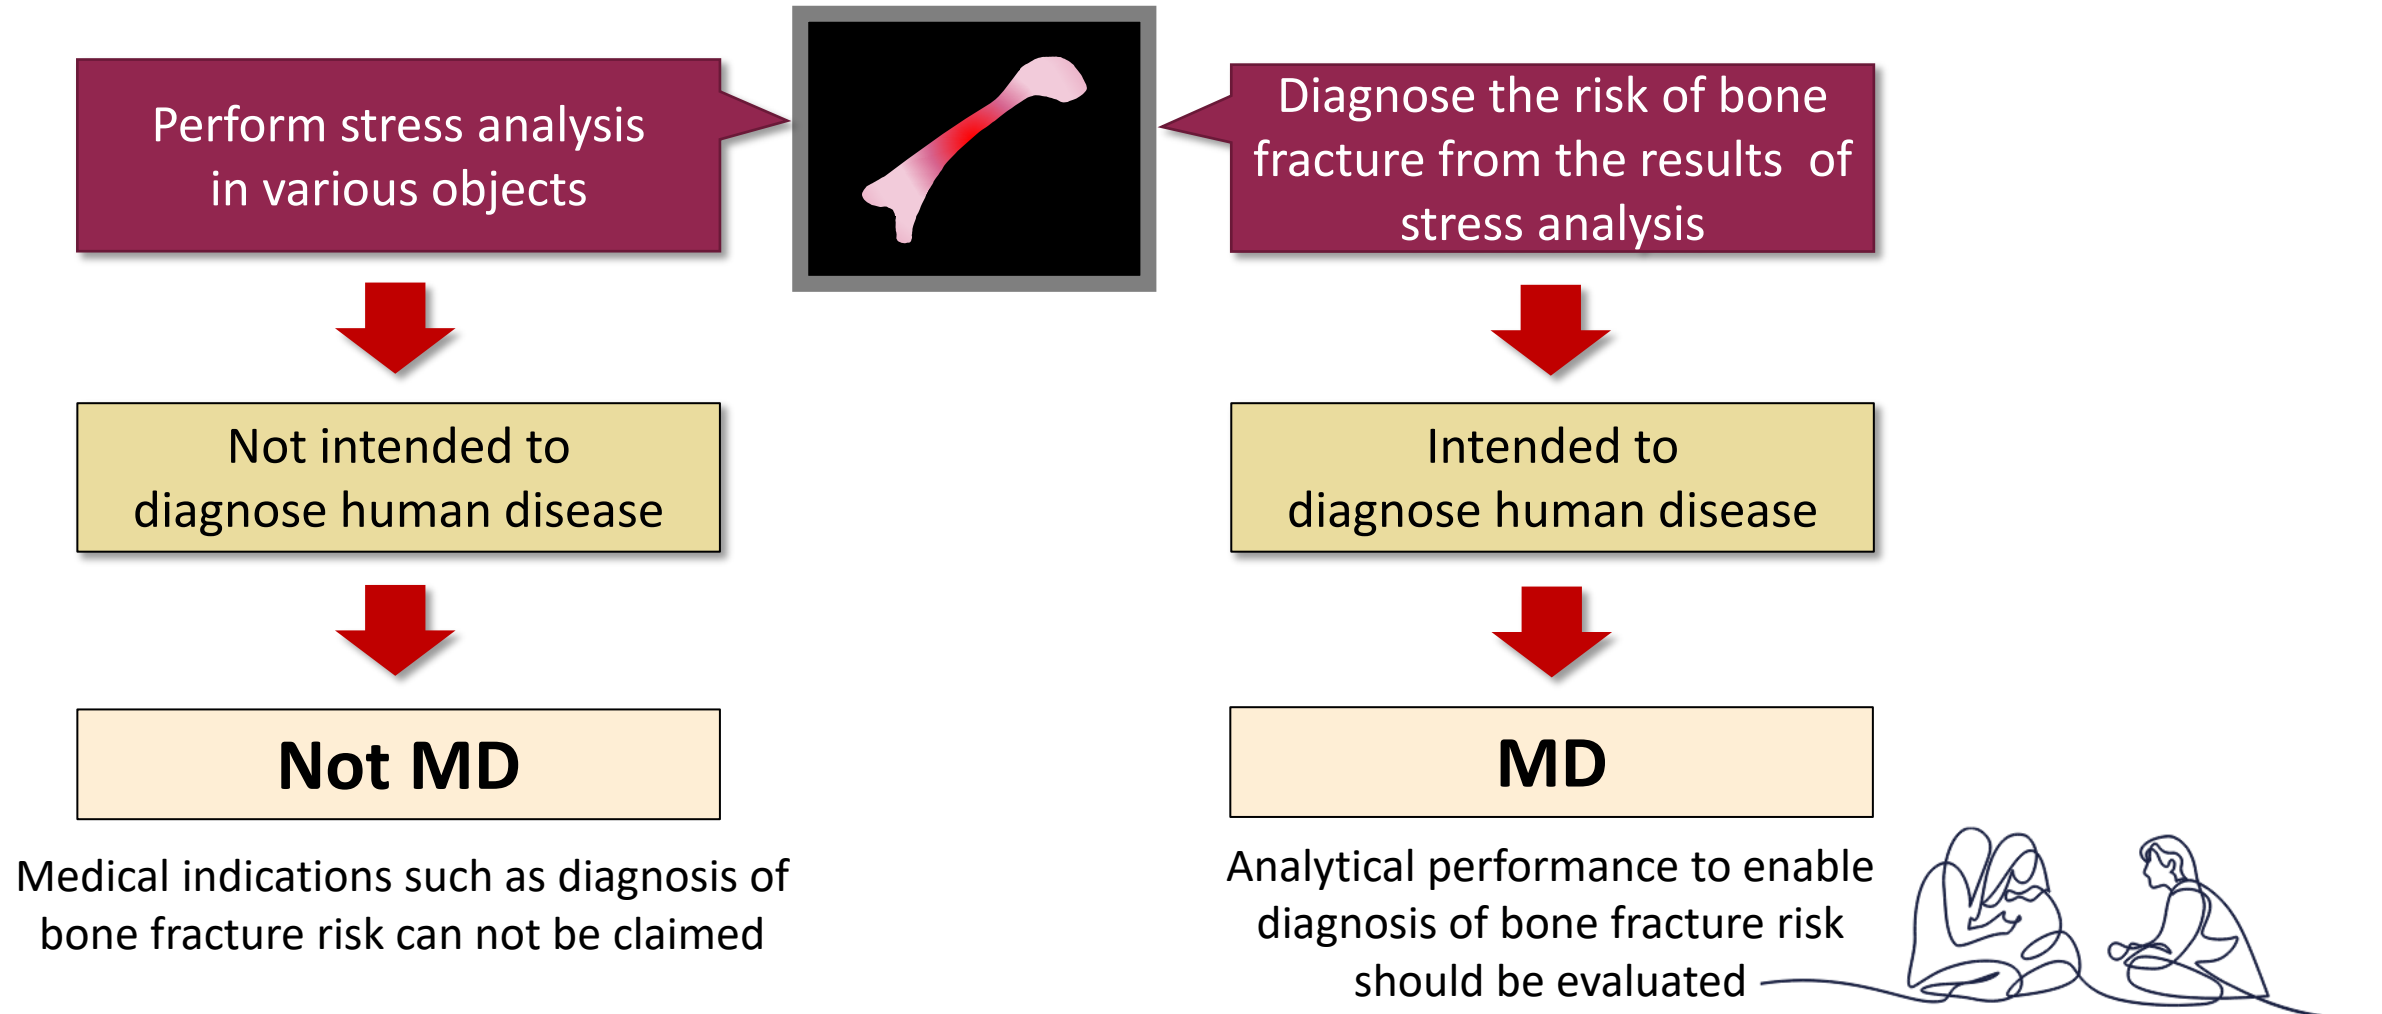 Perform stress analysis
in various objects
Diagnose the risk of bone
fracture from the results  of
stress analysis
Not intended to
diagnose human disease
Intended to
diagnose human disease
Not MD
MD
Medical indications such as diagnosis of
bone fracture risk can not be claimed
Analytical performance to enable
diagnosis of bone fracture risk
should be evaluated